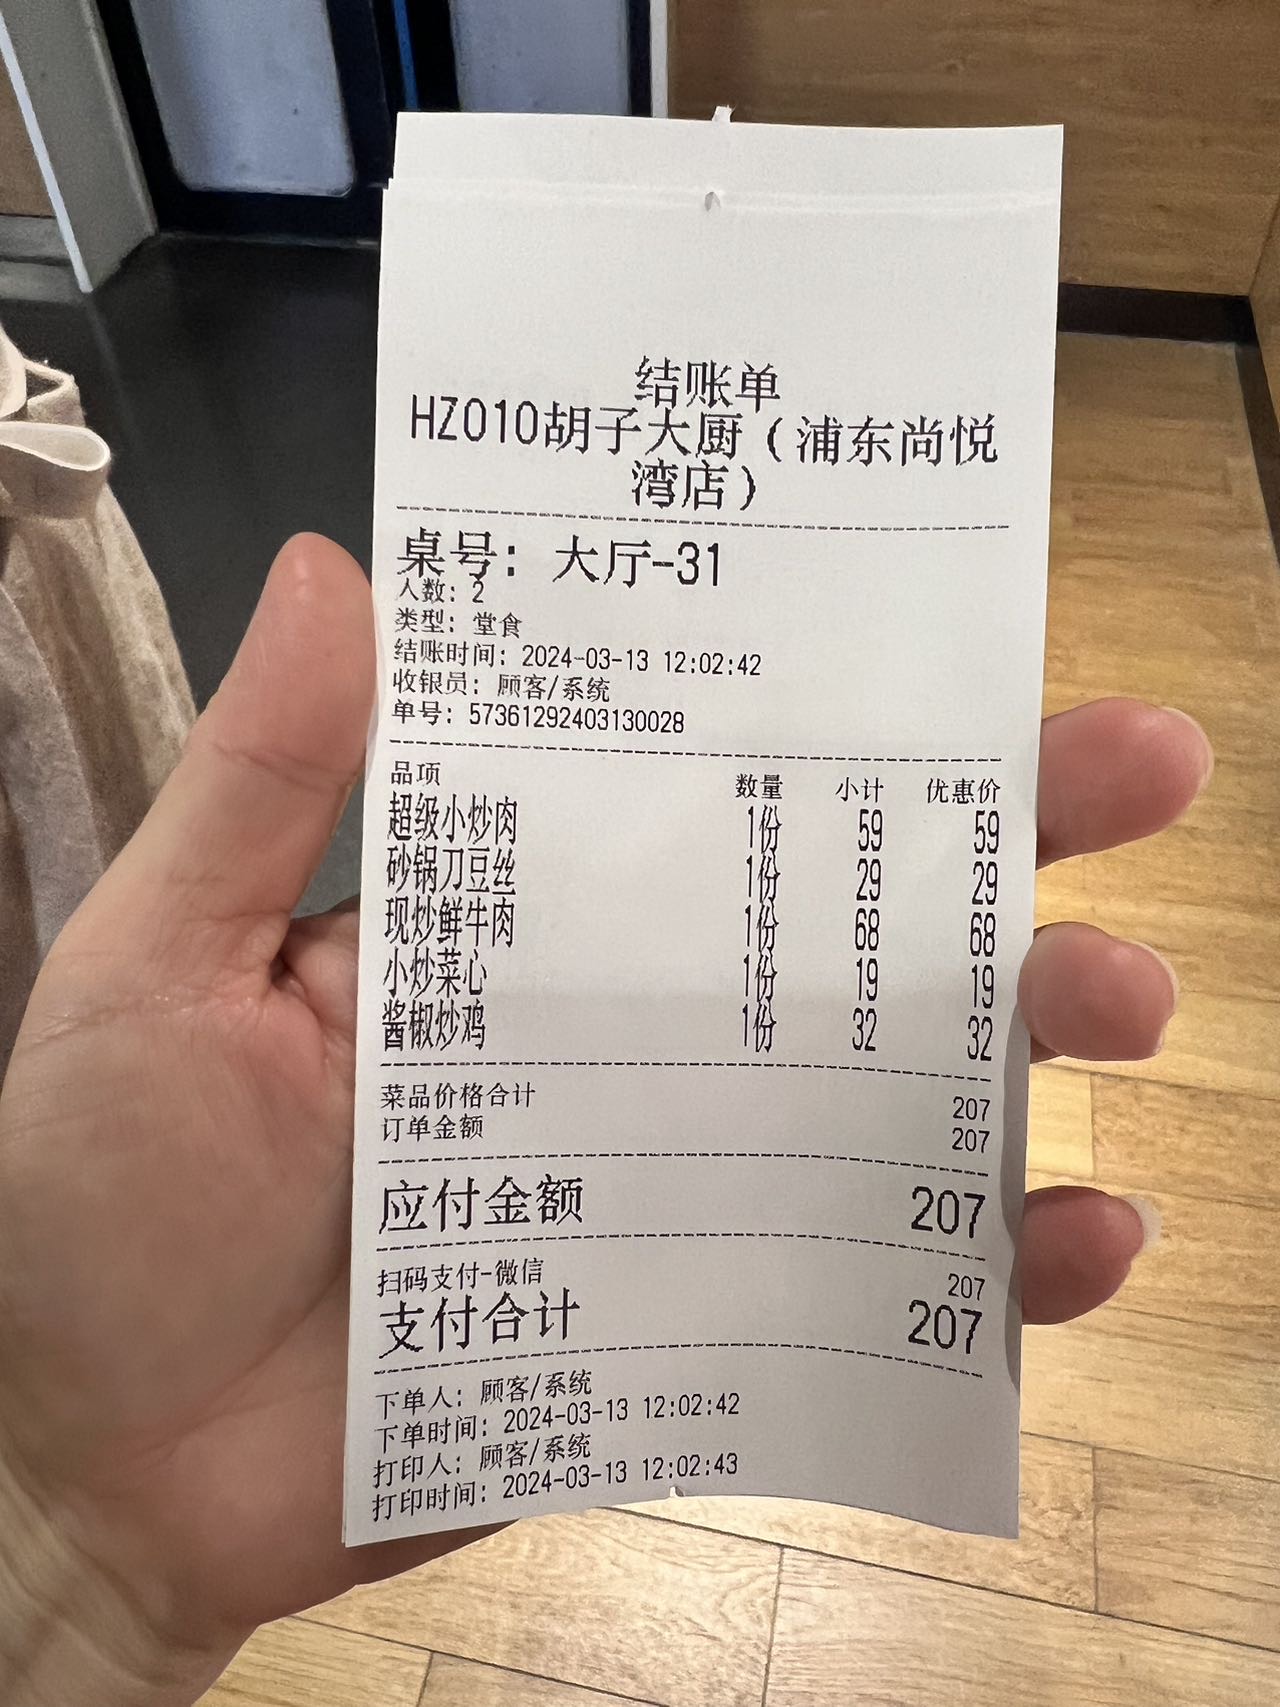 结账单
HZ010胡子大厨（浦东尚悦
湾店）
桌号：大厅-31
人数：2
类型：堂食
结账时间：2024-03-13 12:02:42
收银员：顾客/系统
单号：57361292403130028
品项 数量 小计 优惠价
超级小炒肉 1份 59 59
砂锅刀豆丝 1份 29 29
现炒鲜牛肉 1份 68 68
小炒菜心 1份 19 19
酱椒炒鸡 1份 32 32
菜品价格合计 207
订单金额 207
应付金额 207
扫码支付-微信 207
支付合计 207
下单人：顾客/系统
下单时间：2024-03-13 12:02:42
打印人：顾客/系统
打印时间：2024-03-13 12:02:43